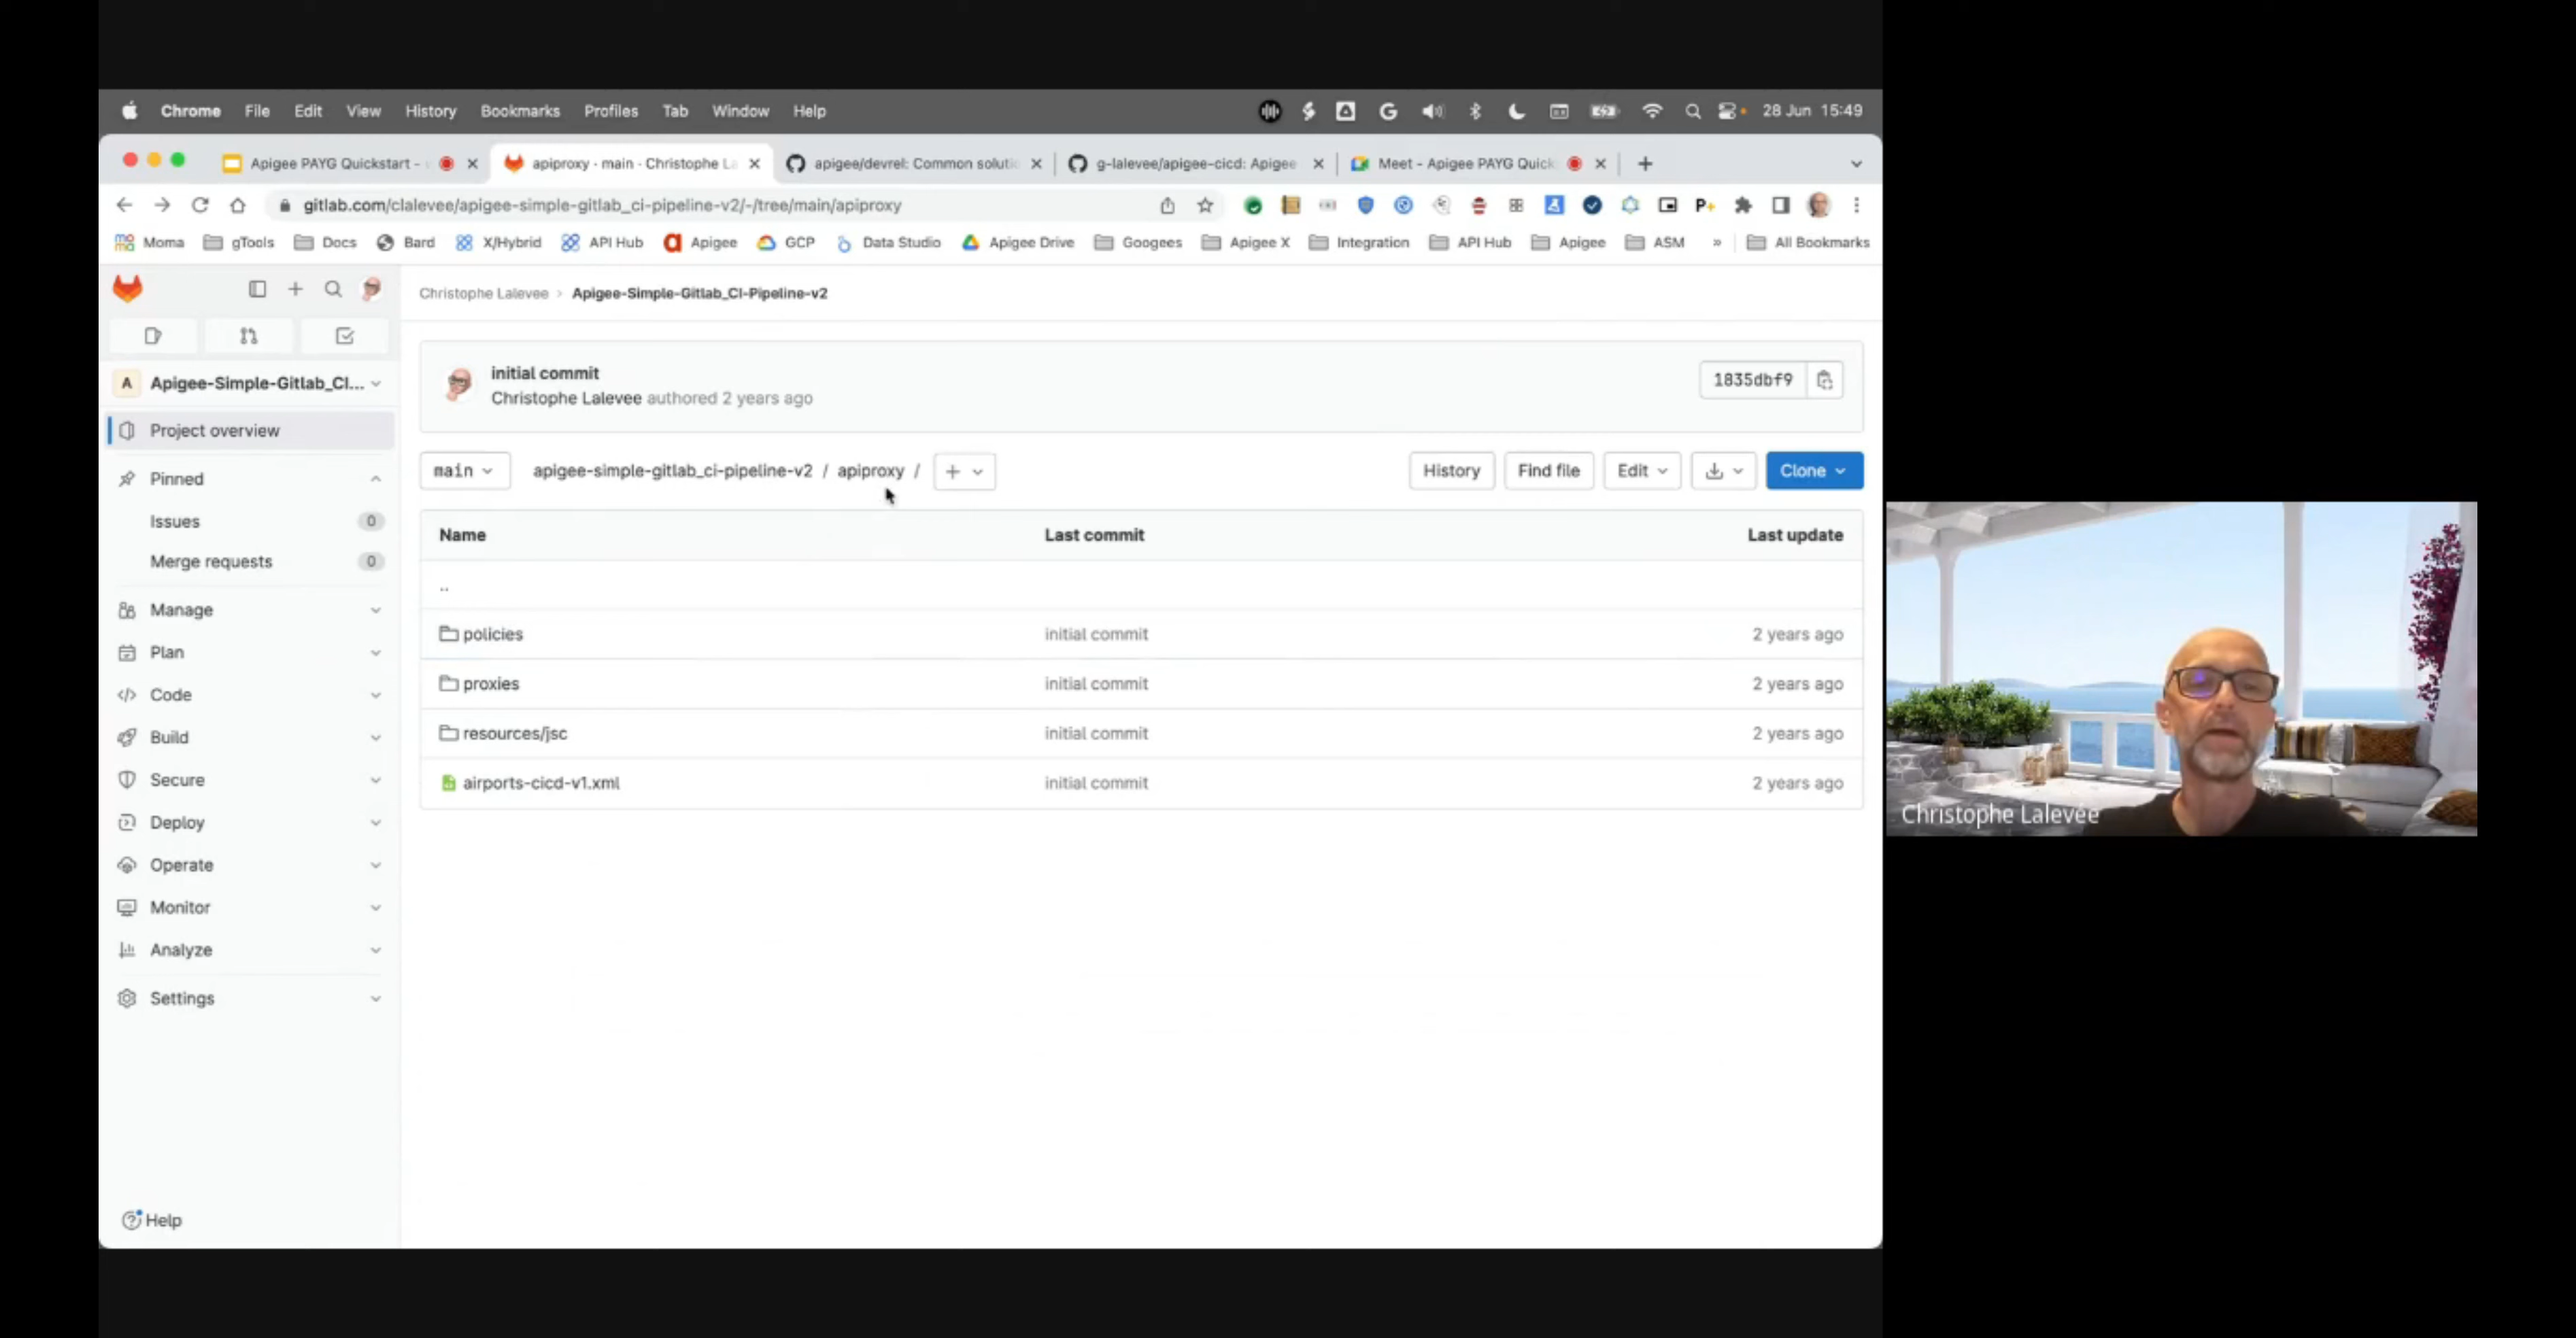 Chrome File Edit View History Bookmarks Profiles Tab Window Help 28 Jun 15:49
Apigee PAYG Quickstart - apiproxy · main · Christophe La apigee/devrel: Common soluti g-lalevee/apigee-cicd: Apigee Meet - Apigee PAYG Quick
gitlab.com/clalevee/apigee-simple-gitlab_ci-pipeline-v2/-/tree/main/apiproxy P+
Moma gTools Docs Bard X/Hybrid API Hub Apigee GCP Data Studio Apigee Drive Googees Apigee X Integration API Hub Apigee ASM » All Bookmarks
Christophe Lalevee > Apigee-Simple-Gitlab_CI-Pipeline-v2
A Apigee-Simple-Gitlab_CI...
Project overview
Pinned
Issues 0
Merge requests 0
Manage
Plan
Code
Build
Secure
Deploy
Operate
Monitor
Analyze
Settings
Help
initial commit
Christophe Lalevee authored 2 years ago
1835dbf9
main apigee-simple-gitlab_ci-pipeline-v2 / apiproxy / + History Find file Edit Clone
Name Last commit Last update
..
policies initial commit 2 years ago
proxies initial commit 2 years ago
resources/jsc initial commit 2 years ago
airports-cicd-v1.xml initial commit 2 years ago
Christophe Lalevée